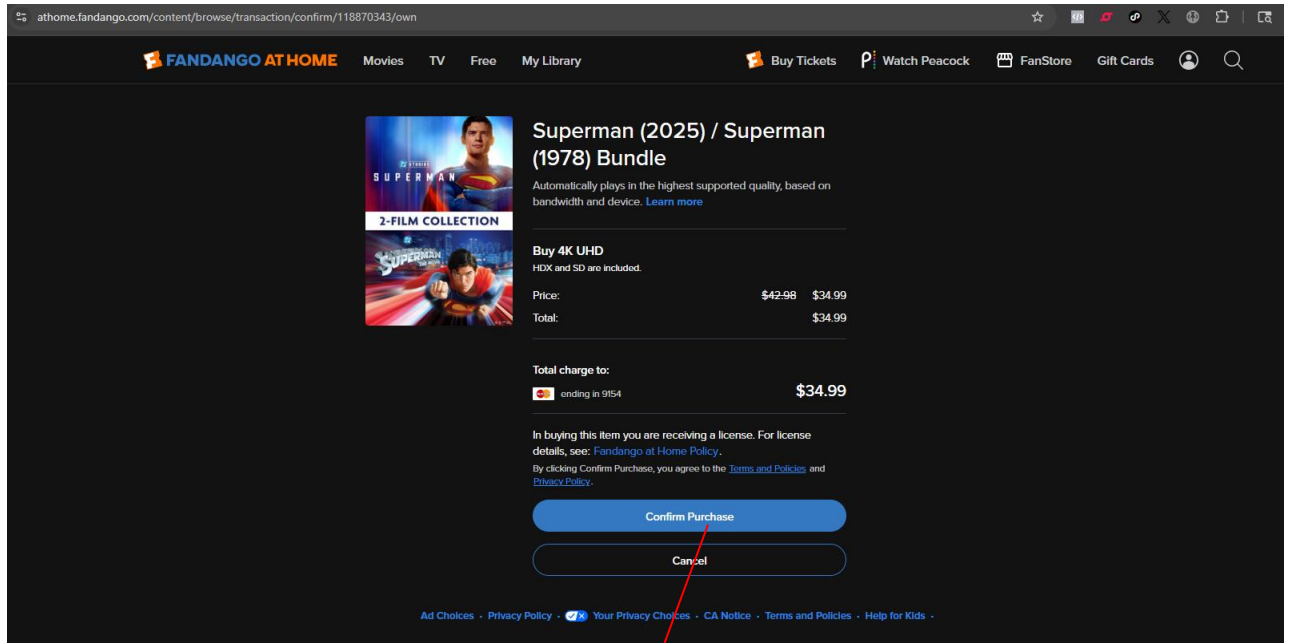 athome.fandango.com/content/browse/transaction/confirm/118870343/own
FANDANGO AT HOME Movies TV Free My Library Buy Tickets Watch Peacock FanStore Gift Cards
SUPERMAN
2-FILM COLLECTION
SUPERMAN
Superman (2025) / Superman
(1978) Bundle
Automatically plays in the highest supported quality, based on
bandwidth and device. Learn more
Buy 4K UHD
HDX and SD are included.
Price: $42.98 $34.99
Total: $34.99
Total charge to:
ending in 9154 $34.99
In buying this item you are receiving a license. For license
details, see: Fandango at Home Policy.
By clicking Confirm Purchase, you agree to the Terms and Policies and
Privacy Policy.
Confirm Purchase
Cancel
Ad Choices · Privacy Policy · Your Privacy Choices · CA Notice · Terms and Policies · Help for Kids ·